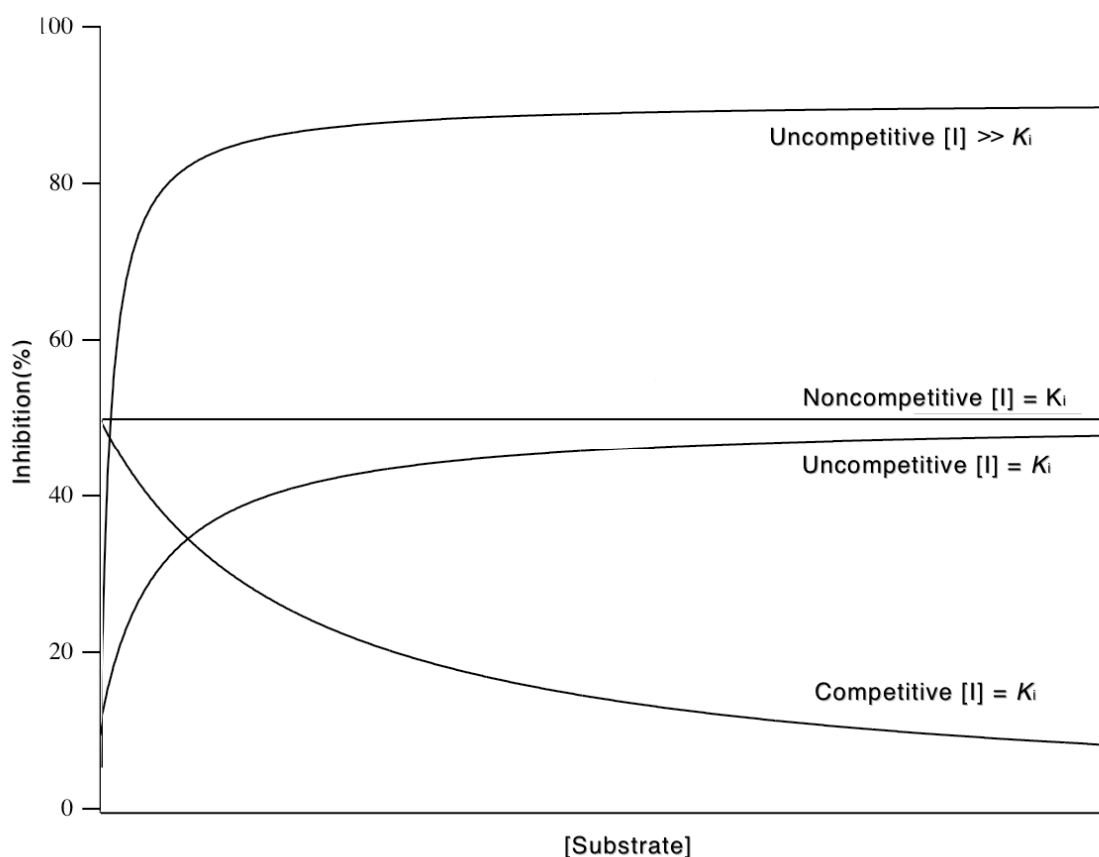 100
Uncompetitive [I] >> Ki
80
60
Inhibition(%)
Noncompetitive [I] = Ki
Uncompetitive [I] = Ki
40
20
Competitive [I] = Ki
0
[Substrate]